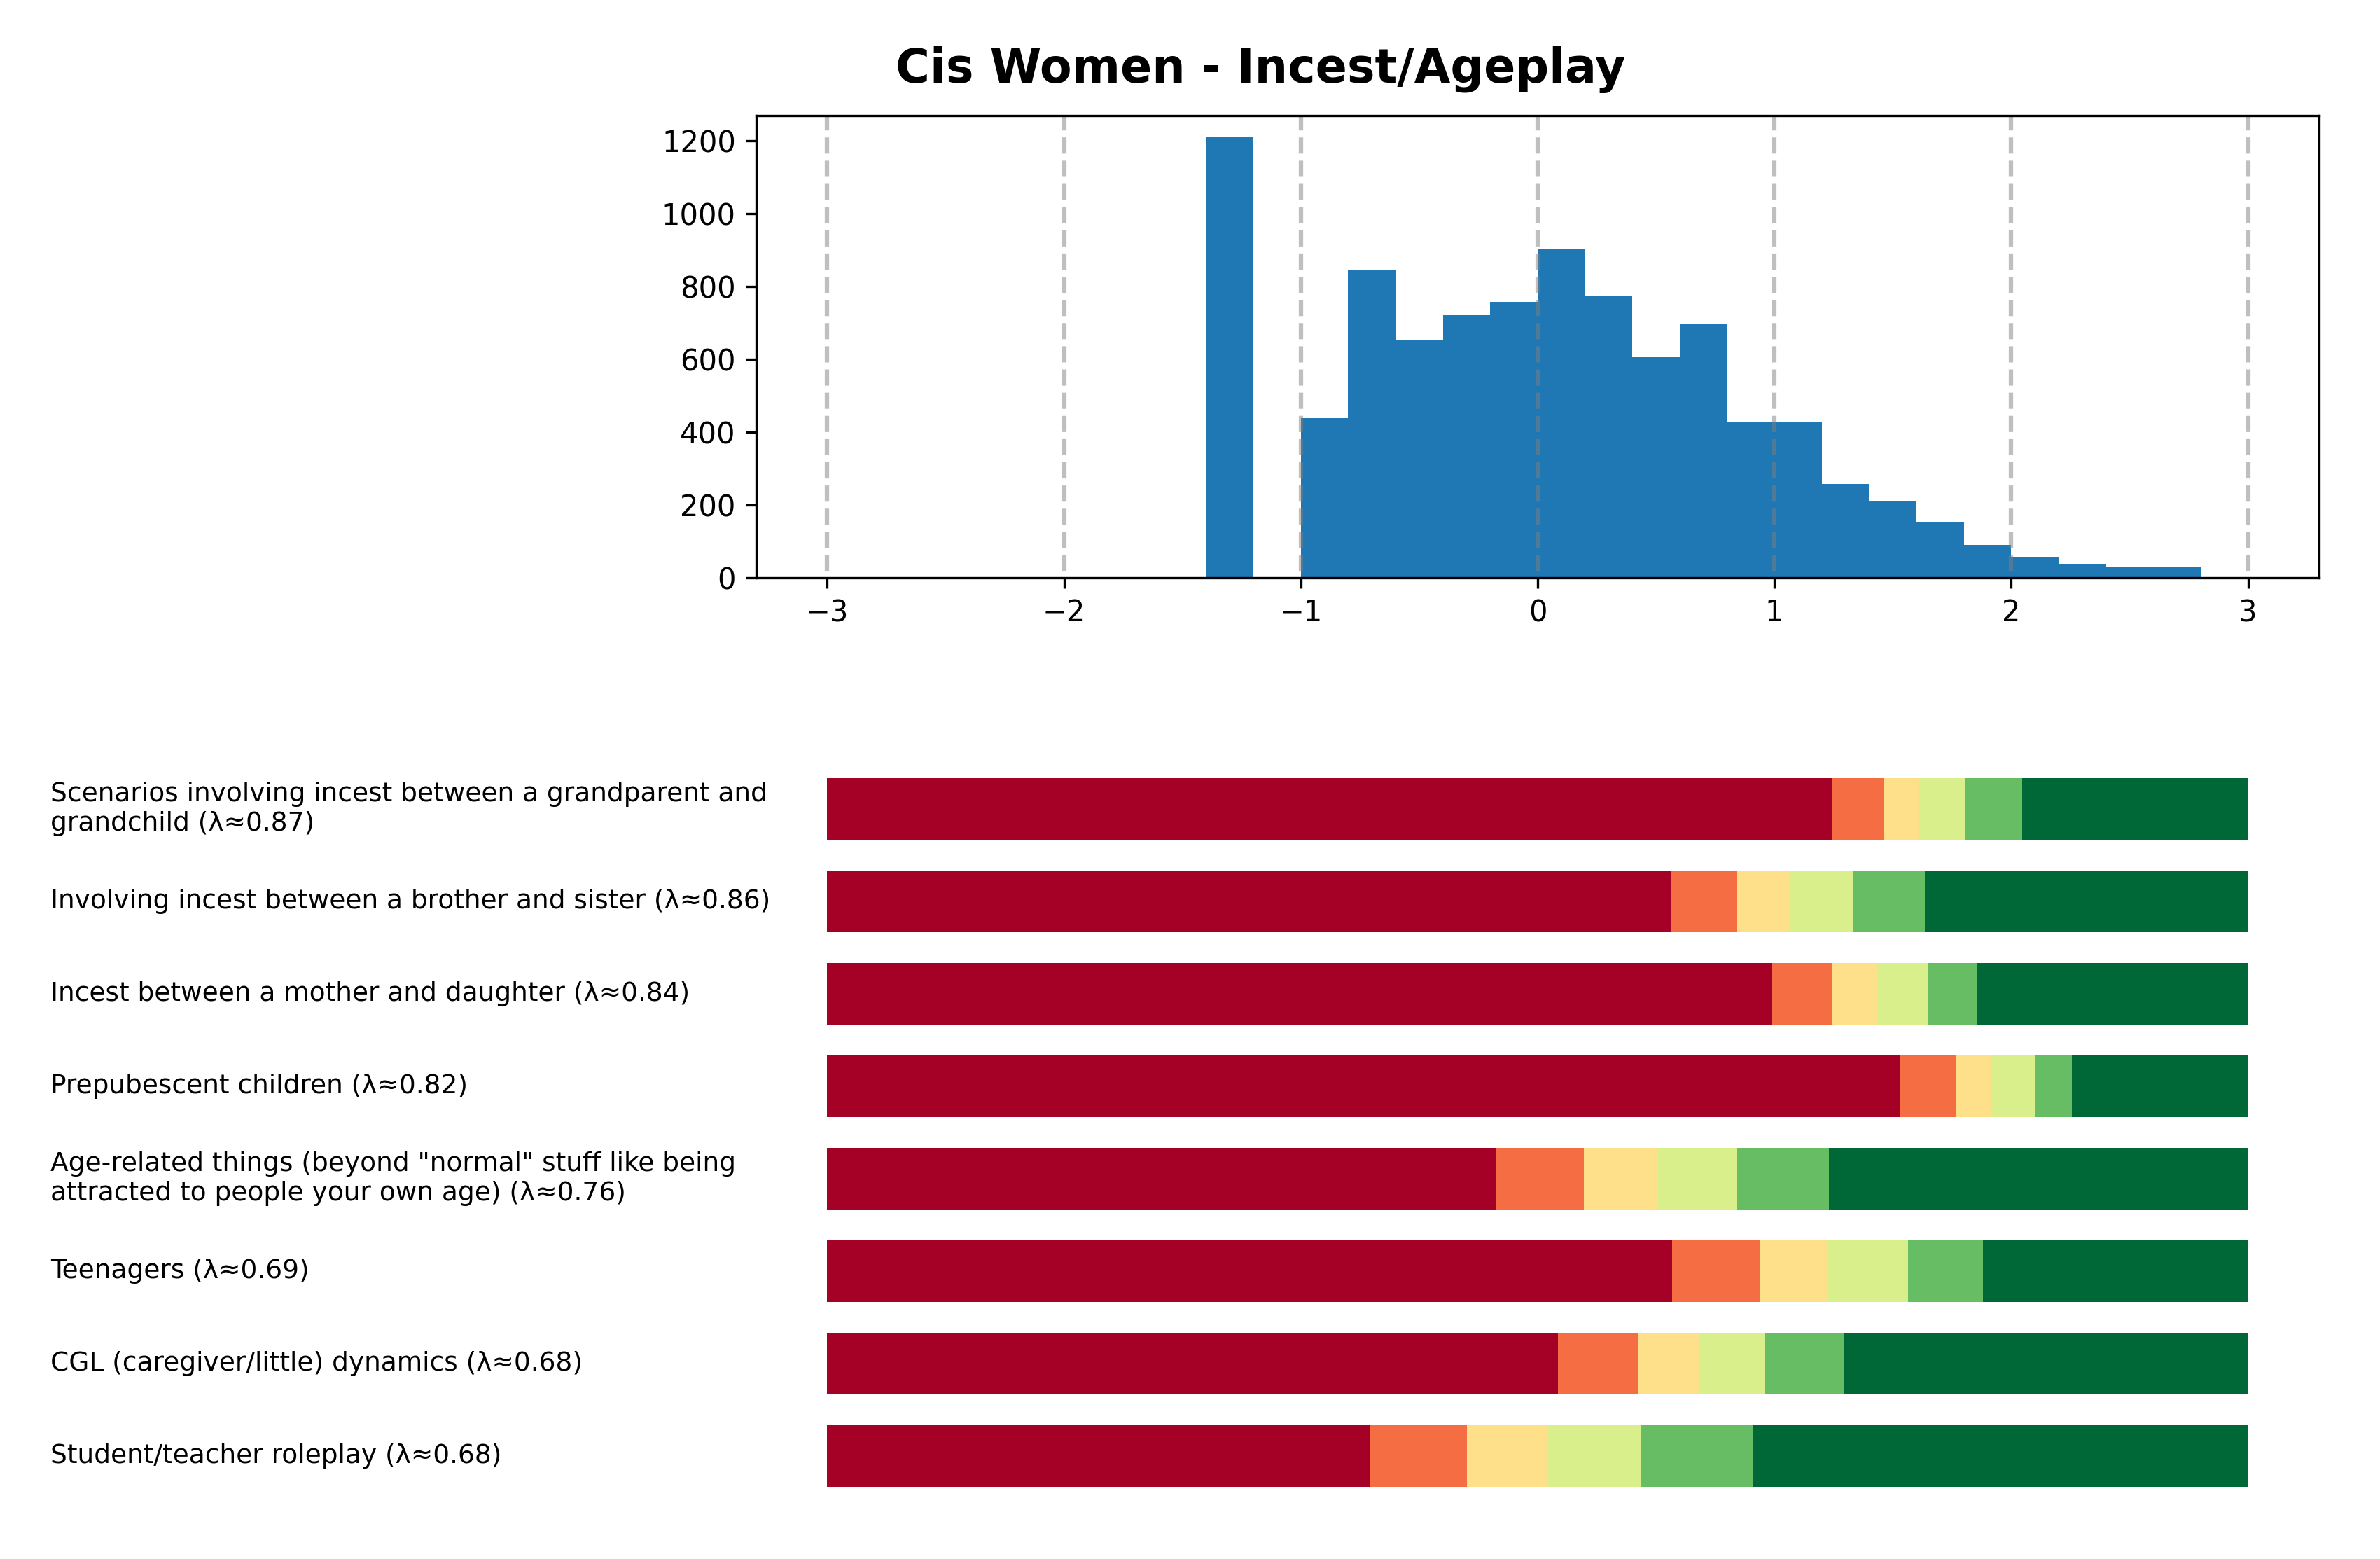 Cis Women - Incest/Ageplay
1200
1000
800
600
400
200
0
−3 −2 −1 0 1 2 3
Scenarios involving incest between a grandparent and
grandchild (λ≈0.87)
Involving incest between a brother and sister (λ≈0.86)
Incest between a mother and daughter (λ≈0.84)
Prepubescent children (λ≈0.82)
Age-related things (beyond "normal" stuff like being
attracted to people your own age) (λ≈0.76)
Teenagers (λ≈0.69)
CGL (caregiver/little) dynamics (λ≈0.68)
Student/teacher roleplay (λ≈0.68)